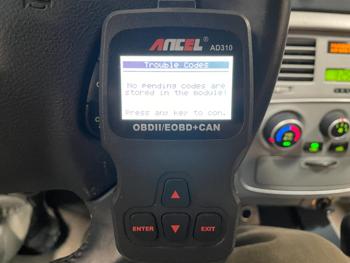 ANCEL
®
AD310
Trouble Codes
No pending codes are
stored in the module!
Press any key to con.
OBDII/EOBD+CAN
ENTER
EXIT